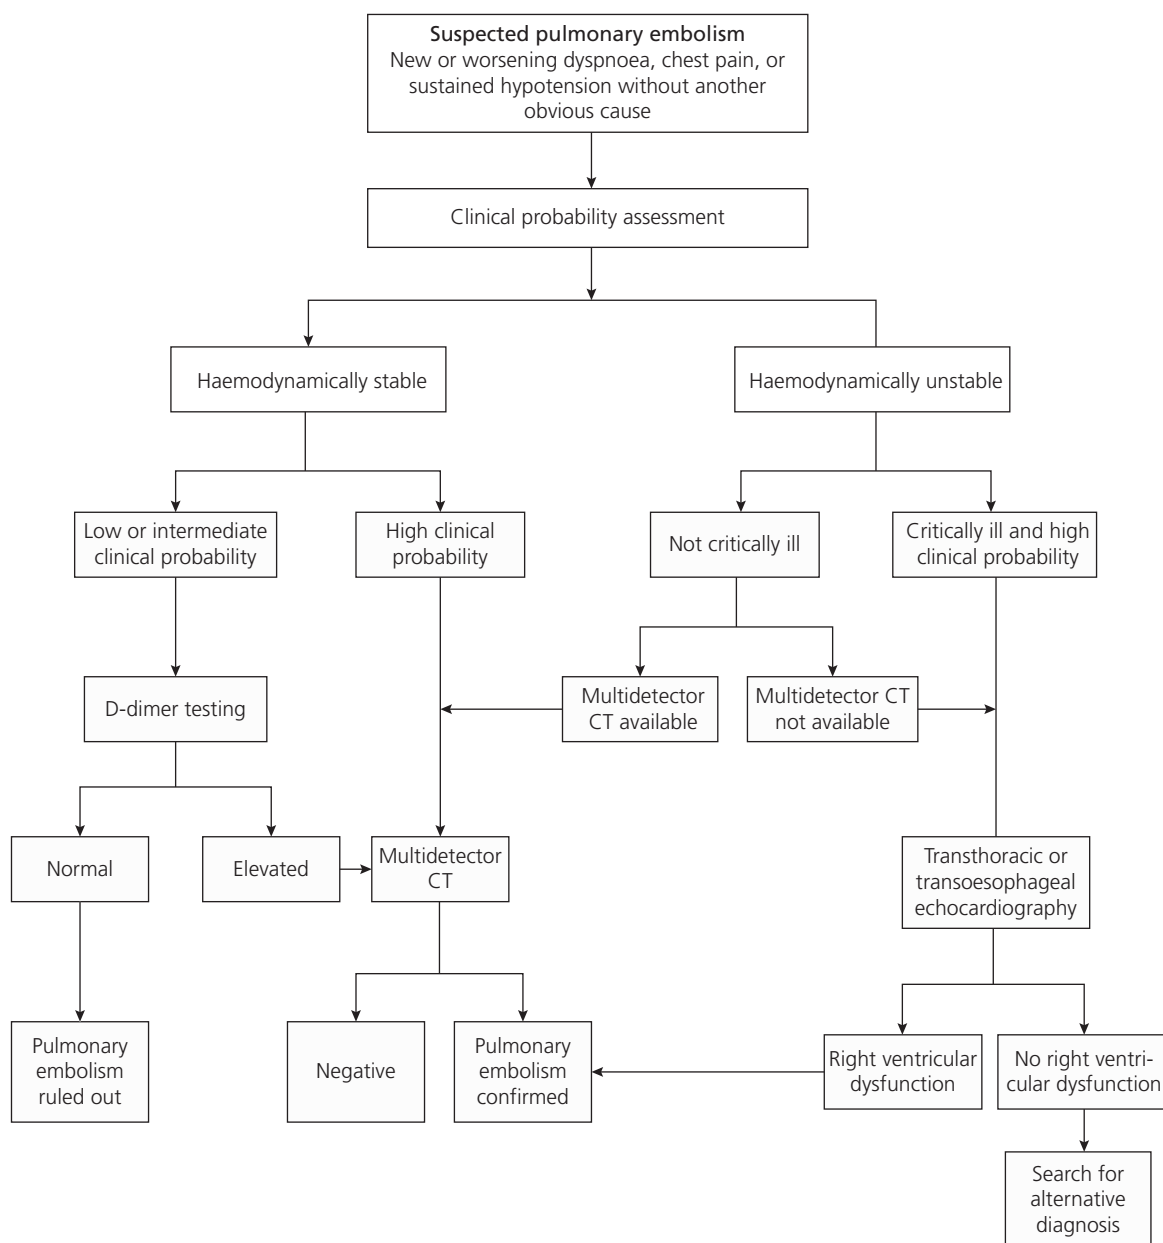 Suspected pulmonary embolism
New or worsening dyspnoea, chest pain, or
sustained hypotension without another
obvious cause
Clinical probability assessment
Haemodynamically stable
Haemodynamically unstable
Low or intermediate
clinical probability
High clinical
probability
Not critically ill
Critically ill and high
clinical probability
D-dimer testing
Multidetector
CT available
Multidetector CT
not available
Normal
Elevated
Multidetector
CT
Transthoracic or
transoesophageal
echocardiography
Pulmonary
embolism
ruled out
Negative
Pulmonary
embolism
confirmed
Right ventricular
dysfunction
No right ventri-
cular dysfunction
Search for
alternative
diagnosis